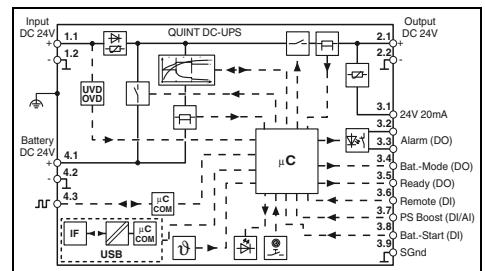 Input
DC 24V
1.1
+
1.2
-
QUINT DC-UPS
Output
DC 24V
2.1
+
2.2
-
UVD
OVD
3.1
24V 20mA
3.2
3.3
Alarm (DO)
Battery
DC 24V
4.1
+
4.2
-
4.3
µC
3.4
Bat.-Mode (DO)
3.5
Ready (DO)
3.6
Remote (DI)
3.7
PS Boost (DI/AI)
3.8
Bat.-Start (DI)
3.9
SGnd
µC
COM
IF
µC
COM
USB
ϑ